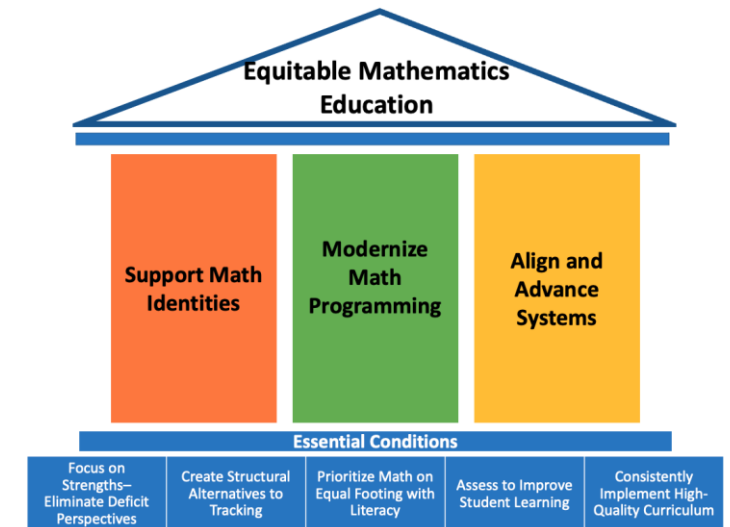 Equitable Mathematics
Education
Support Math
Identities
Modernize
Math
Programming
Align and
Advance
Systems
Essential Conditions
Focus on
Strengths–
Eliminate Deficit
Perspectives
Create Structural
Alternatives to
Tracking
Prioritize Math on
Equal Footing with
Literacy
Assess to Improve
Student Learning
Consistently
Implement High-
Quality Curriculum